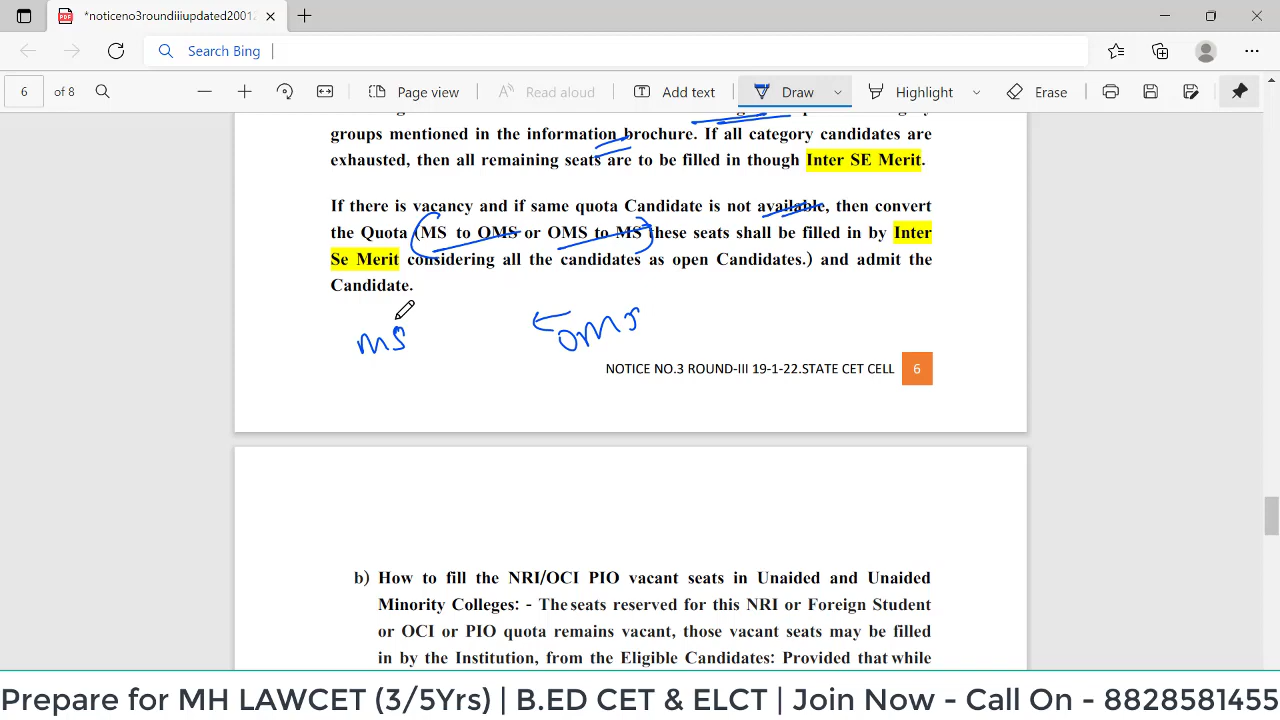 *noticeno3roundiiiupdated20012
Search Bing
6 of 8 Page view Read aloud Add text Draw Highlight Erase
groups mentioned in the information brochure. If all category candidates are
exhausted, then all remaining seats are to be filled in though Inter SE Merit.
If there is vacancy and if same quota Candidate is not available, then convert
the Quota (MS to OMS or OMS to MS these seats shall be filled in by Inter
Se Merit considering all the candidates as open Candidates.) and admit the
Candidate.
ms oms
NOTICE NO.3 ROUND-III 19-1-22.STATE CET CELL 6
b) How to fill the NRI/OCI PIO vacant seats in Unaided and Unaided
Minority Colleges: - The seats reserved for this NRI or Foreign Student
or OCI or PIO quota remains vacant, those vacant seats may be filled
in by the Institution, from the Eligible Candidates: Provided that while
Prepare for MH LAWCET (3/5Yrs) | B.ED CET & ELCT | Join Now - Call On - 8828581455